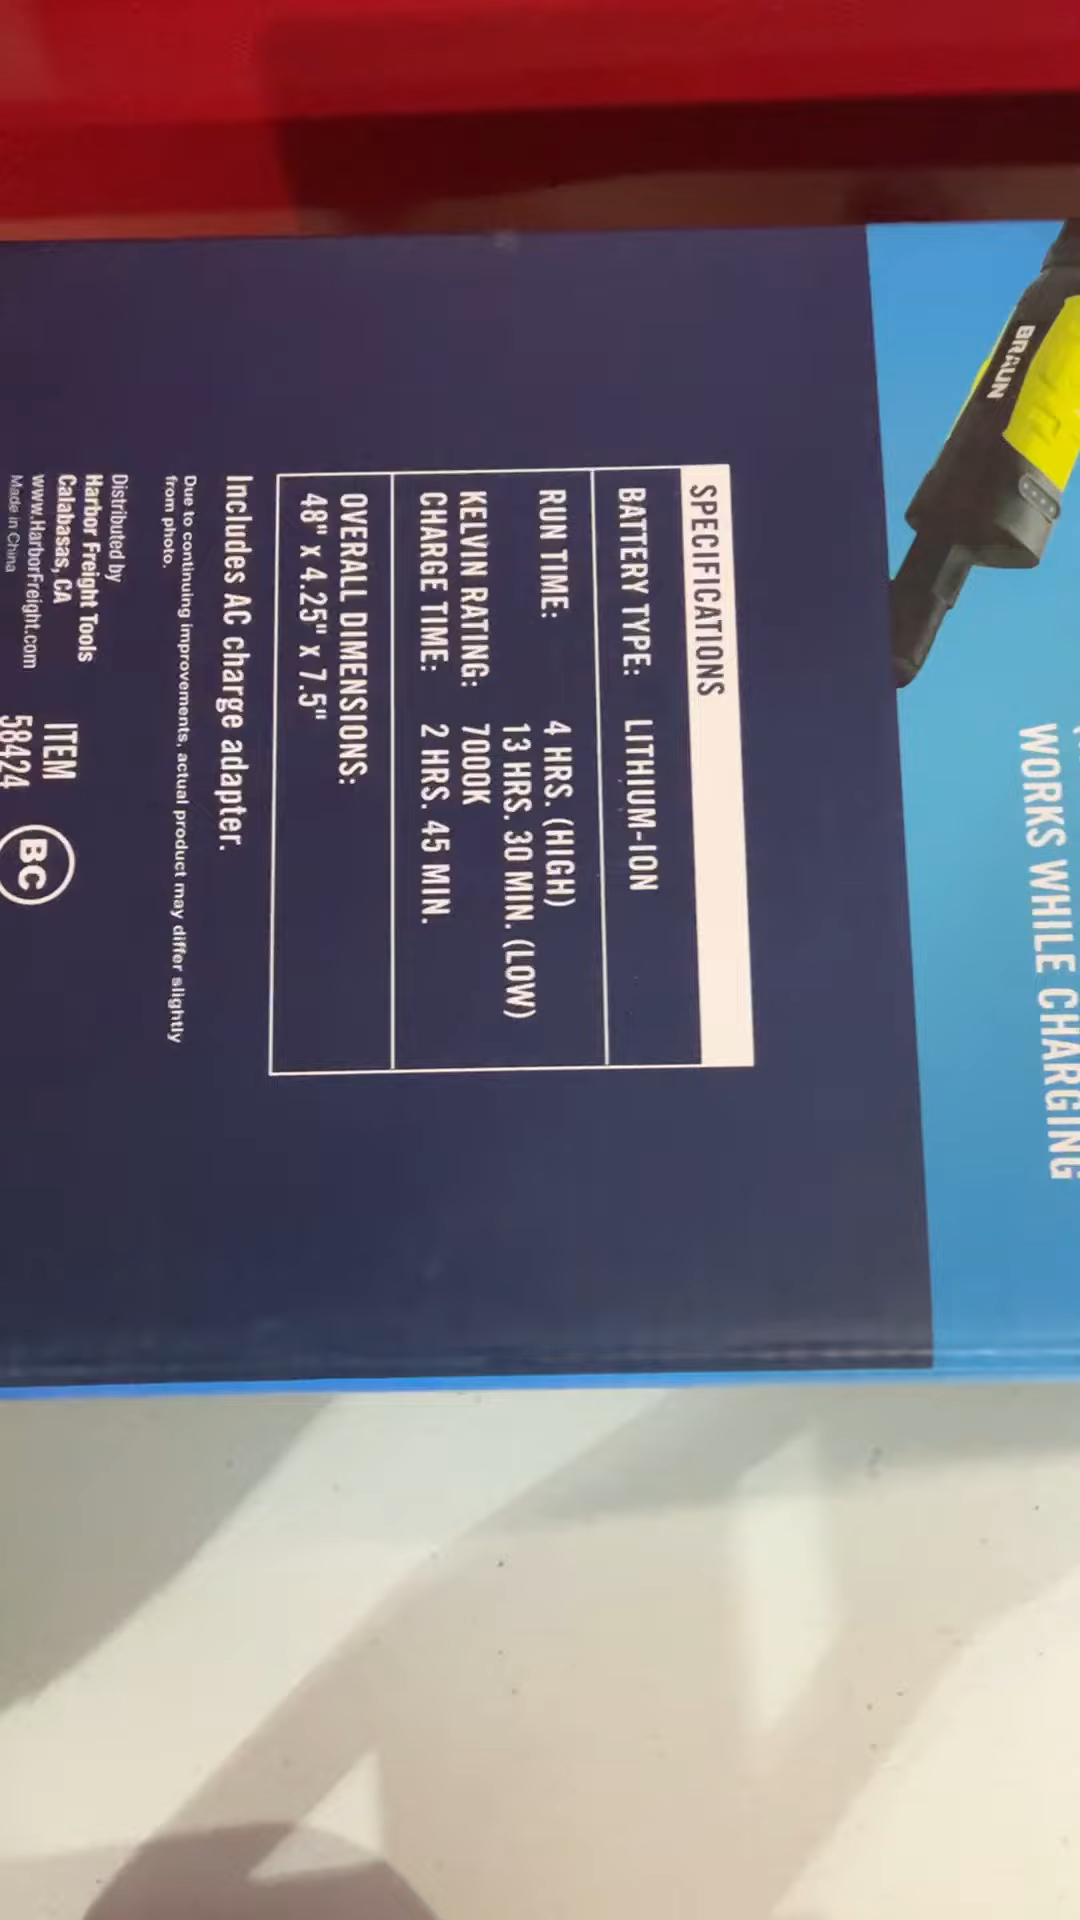 BRAUN
WORKS WHILE CHARGING
SPECIFICATIONS
BATTERY TYPE: LITHIUM-ION
RUN TIME: 4 HRS. (HIGH)
13 HRS. 30 MIN. (LOW)
KELVIN RATING: 7000K
CHARGE TIME: 2 HRS. 45 MIN.
OVERALL DIMENSIONS:
48" x 4.25" x 7.5"
Includes AC charge adapter.
Due to continuing improvements, actual product may differ slightly
from photo.
Distributed by
Harbor Freight Tools
Calabasas, CA
www.HarborFreight.com
Made in China
ITEM
58424
BC